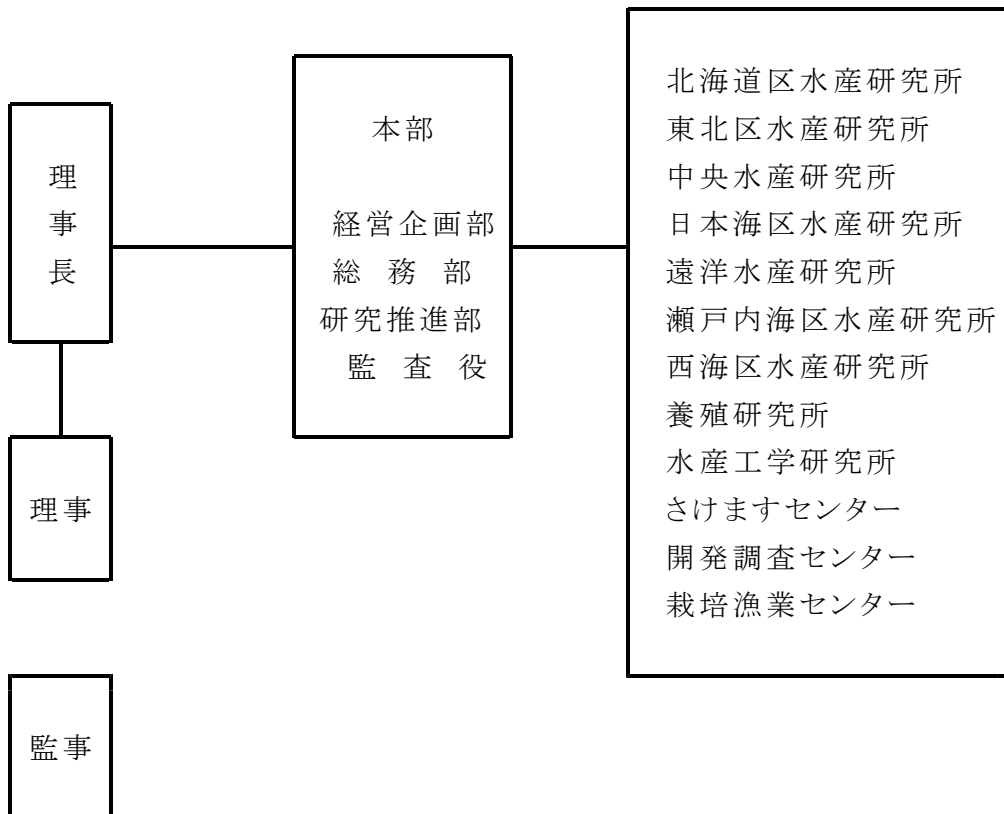 理事長
理事
監事
本部
経営企画部
総務部
研究推進部
監査役
北海道区水産研究所
東北区水産研究所
中央水産研究所
日本海区水産研究所
遠洋水産研究所
瀬戸内海区水産研究所
西海区水産研究所
養殖研究所
水産工学研究所
さけますセンター
開発調査センター
栽培漁業センター